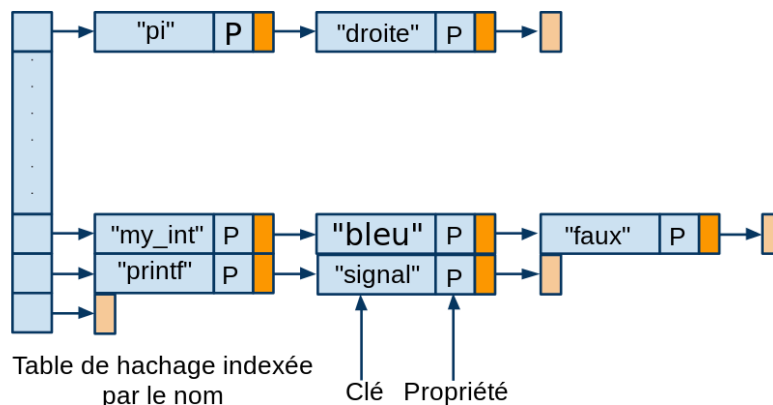 "pi" P "droite" P
"my_int" P "bleu" P "faux" P
"printf" P "signal" P
Table de hachage indexée
par le nom
Clé Propriété